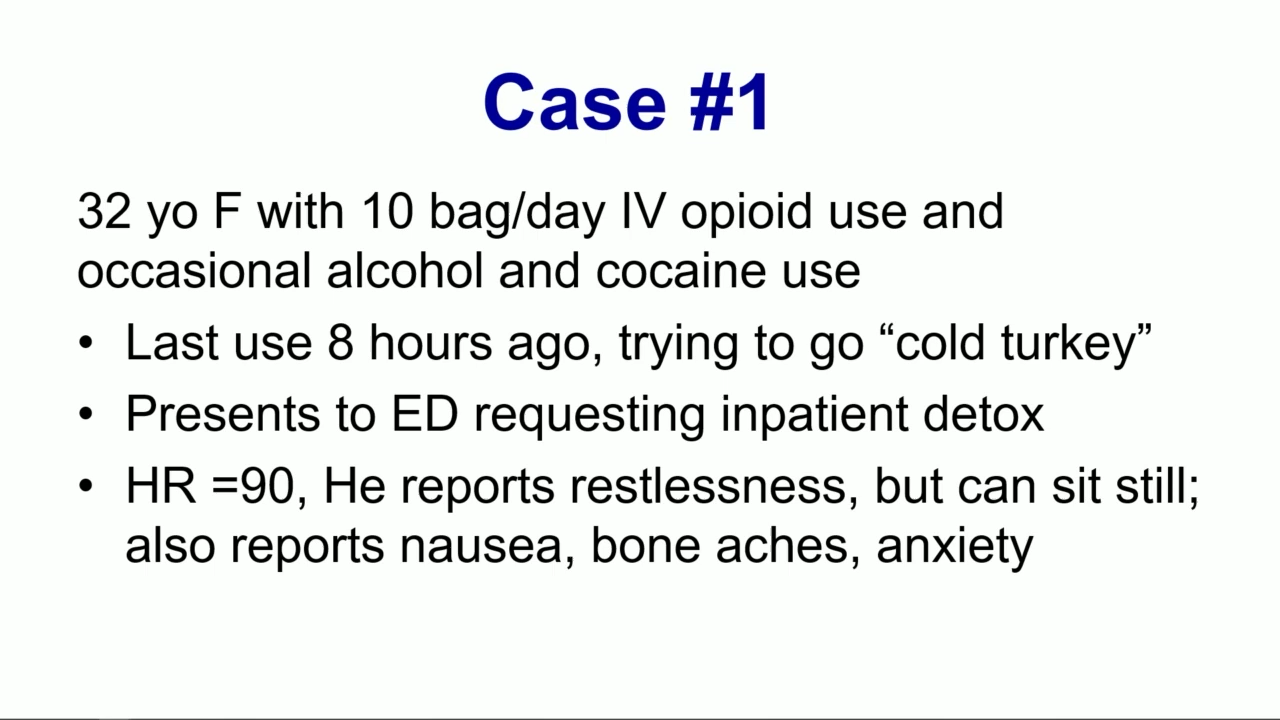 Case #1
32 yo F with 10 bag/day IV opioid use and
occasional alcohol and cocaine use
• Last use 8 hours ago, trying to go “cold turkey”
• Presents to ED requesting inpatient detox
• HR =90, He reports restlessness, but can sit still;
also reports nausea, bone aches, anxiety